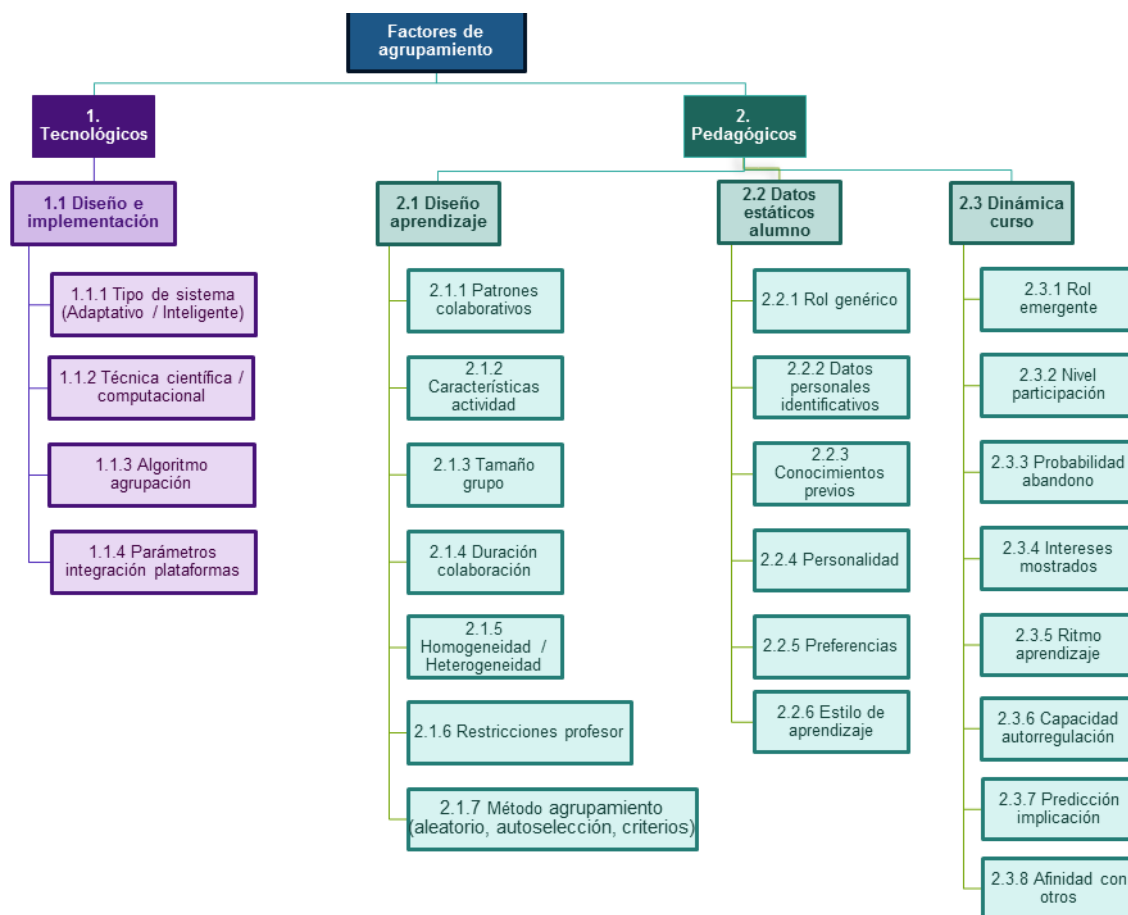 Factores de
agrupamiento
1.
Tecnológicos
2.
Pedagógicos
1.1 Diseño e
implementación
1.1.1 Tipo de sistema
(Adaptativo / Inteligente)
1.1.2 Técnica científica /
computacional
1.1.3 Algoritmo
agrupación
1.1.4 Parámetros
integración plataformas
2.1 Diseño
aprendizaje
2.1.1 Patrones
colaborativos
2.1.2
Características
actividad
2.1.3 Tamaño
grupo
2.1.4 Duración
colaboración
2.1.5
Homogeneidad /
Heterogeneidad
2.1.6 Restricciones profesor
2.1.7 Método agrupamiento
(aleatorio, autoselección, criterios)
2.2 Datos
estáticos
alumno
2.2.1 Rol genérico
2.2.2 Datos
personales
identificativos
2.2.3
Conocimientos
previos
2.2.4 Personalidad
2.2.5 Preferencias
2.2.6 Estilo de
aprendizaje
2.3 Dinámica
curso
2.3.1 Rol
emergente
2.3.2 Nivel
participación
2.3.3 Probabilidad
abandono
2.3.4 Intereses
mostrados
2.3.5 Ritmo
aprendizaje
2.3.6 Capacidad
autorregulación
2.3.7 Predicción
implicación
2.3.8 Afinidad con
otros